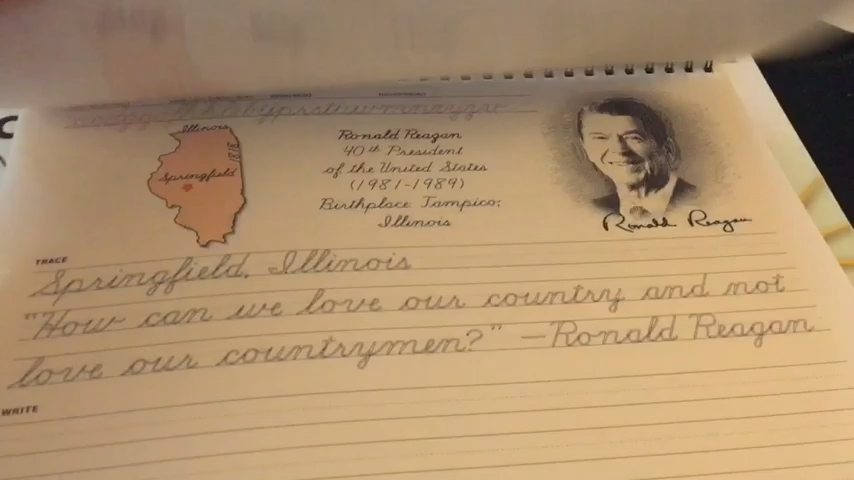 Illinois
1818
Springfield
Ronald Reagan
40th President
of the United States
(1981-1989)
Birthplace Tampico:
Illinois
Ronald Reagan
TRACE
Springfield, Illinois
"How can we love our country and not
love our countrymen?" -Ronald Reagan
WRITE